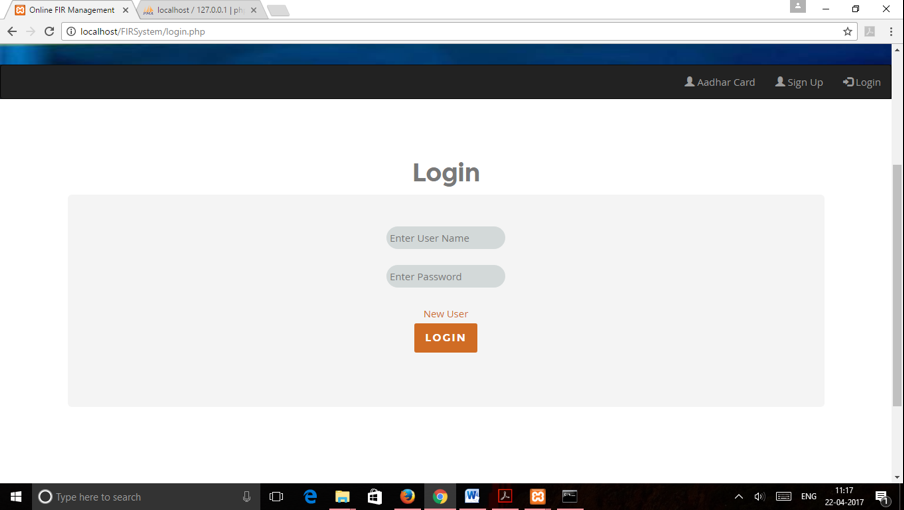 Online FIR Management
localhost / 127.0.0.1 | ph
localhost/FIRSystem/login.php
Aadhar Card
Sign Up
Login
Login
Enter User Name
Enter Password
New User
LOGIN
Type here to search
ENG
11:17
22-04-2017
1